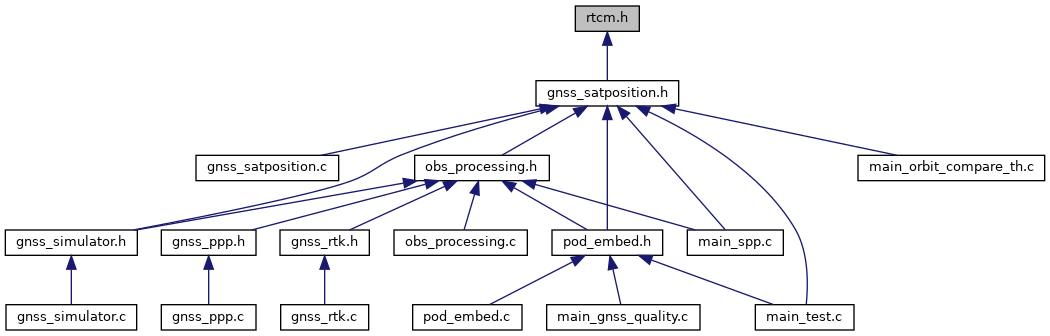 rtcm.h
gnss_satposition.h
gnss_satposition.c
obs_processing.h
main_orbit_compare_th.c
gnss_simulator.h
gnss_ppp.h
gnss_rtk.h
obs_processing.c
pod_embed.h
main_spp.c
gnss_simulator.c
gnss_ppp.c
gnss_rtk.c
pod_embed.c
main_gnss_quality.c
main_test.c